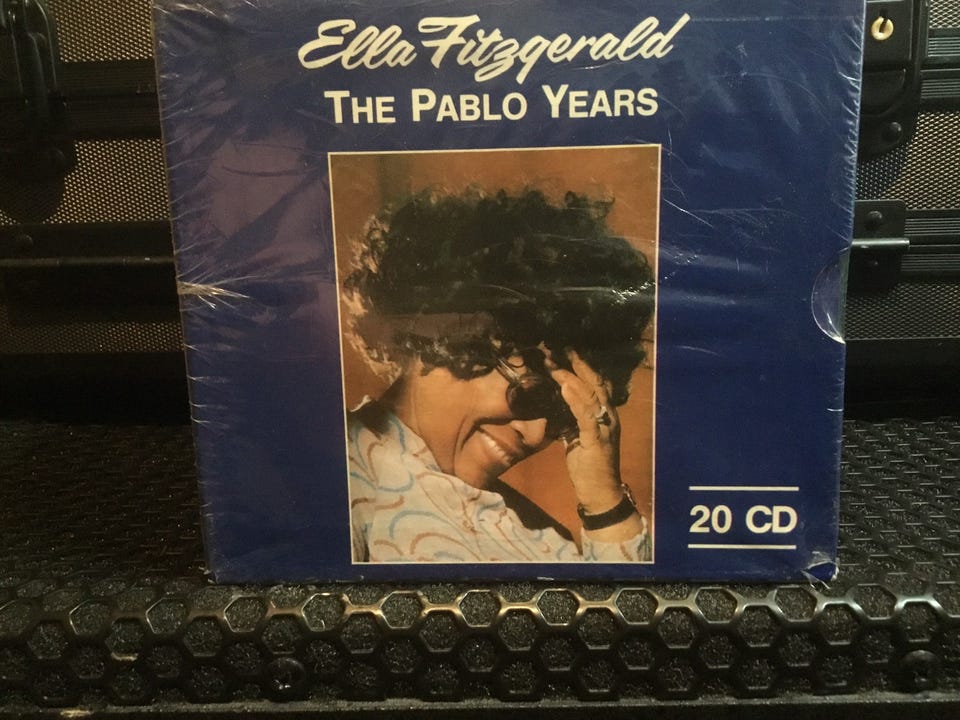 Ella Fitzgerald
THE PABLO YEARS
20 CD